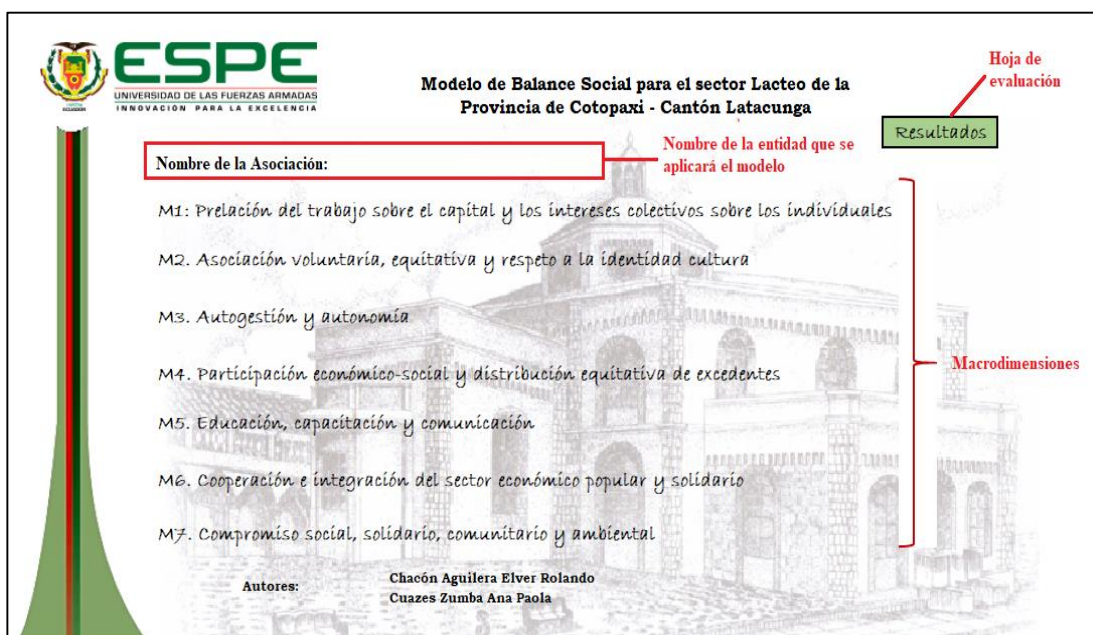 ESPE
UNIVERSIDAD DE LAS FUERZAS ARMADAS
INNOVACIÓN PARA LA EXCELENCIA
Modelo de Balance Social para el sector Lacteo de la
Provincia de Cotopaxi - Cantón Latacunga
Hoja de
evaluación
Resultados
Nombre de la Asociación:
Nombre de la entidad que se
aplicará el modelo
M1: Prelación del trabajo sobre el capital y los intereses colectivos sobre los individuales
M2. Asociación voluntaria, equitativa y respeto a la identidad cultura
M3. Autogestión y autonomía
M4. Participación económico-social y distribución equitativa de excedentes
Macrodimensiones
M5. Educación, capacitación y comunicación
M6. Cooperación e integración del sector económico popular y solidario
M7. Compromiso social, solidario, comunitario y ambiental
Autores:
Chacón Aguilera Elver Rolando
Cuazes Zumba Ana Paola